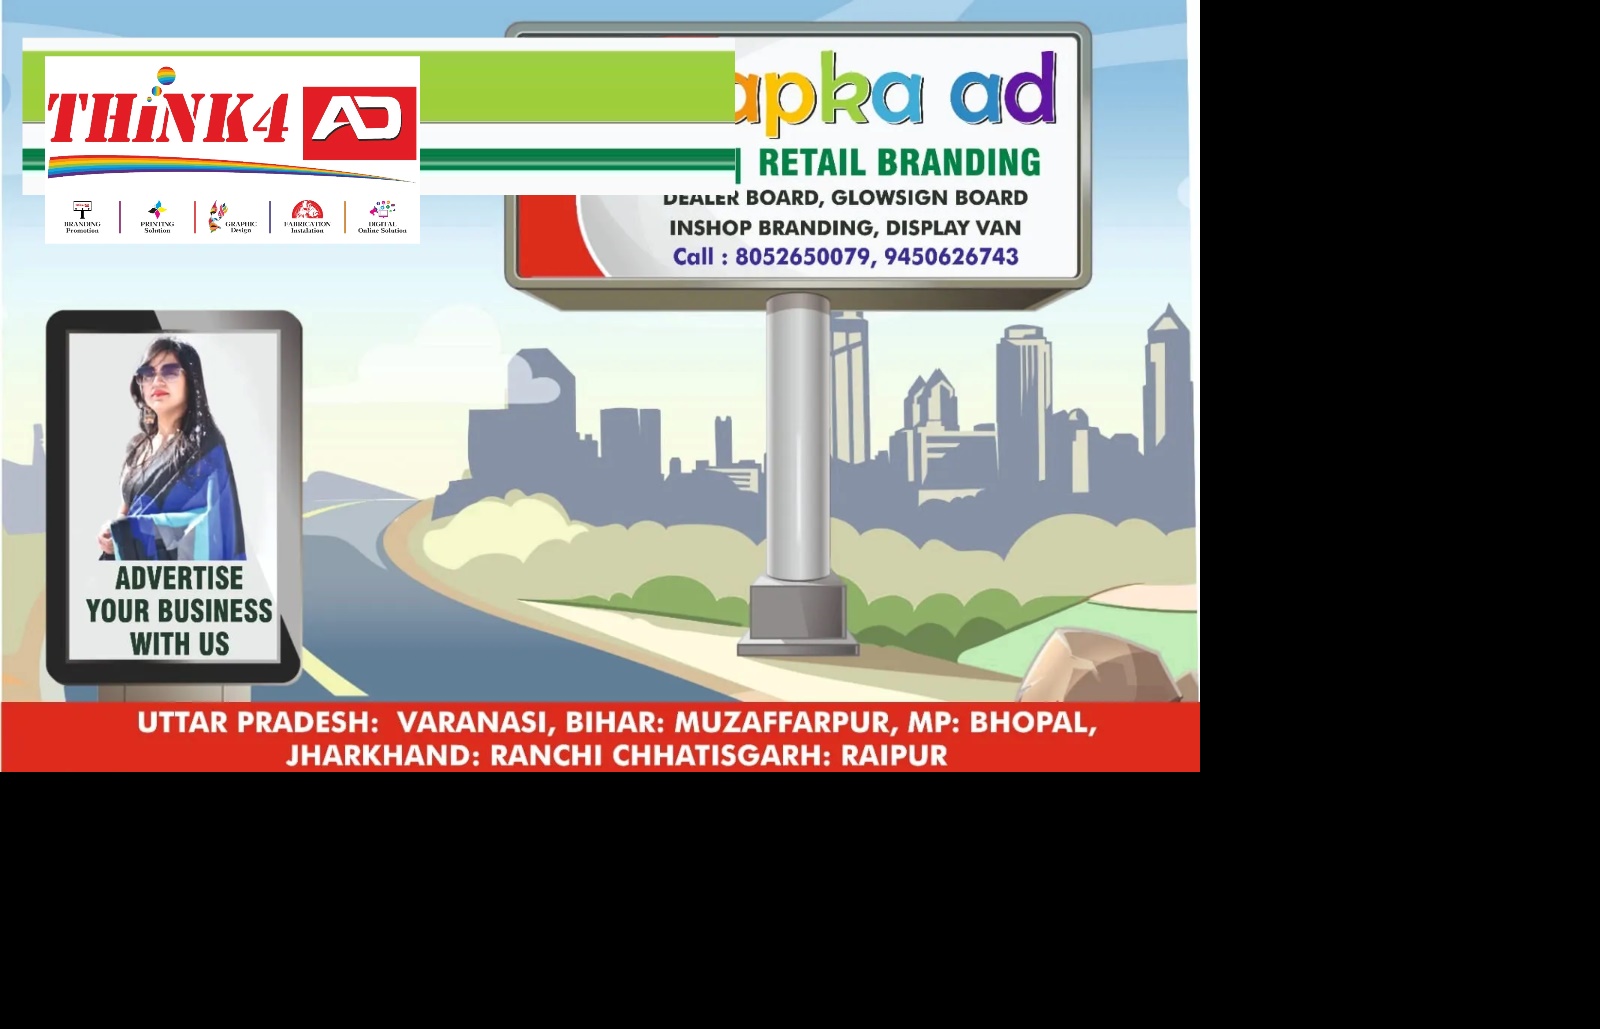 THiNK4 AD
BRANDING
Promotion
PRINTING
Solution
GRAPHIC
Design
FABRICATION
Instalation
DIGITAL
Online Solution
apka ad
RETAIL BRANDING
DEALER BOARD, GLOWSIGN BOARD
INSHOP BRANDING, DISPLAY VAN
Call : 8052650079, 9450626743
ADVERTISE
YOUR BUSINESS
WITH US
UTTAR PRADESH: VARANASI, BIHAR: MUZAFFARPUR, MP: BHOPAL,
JHARKHAND: RANCHI CHHATISGARH: RAIPUR